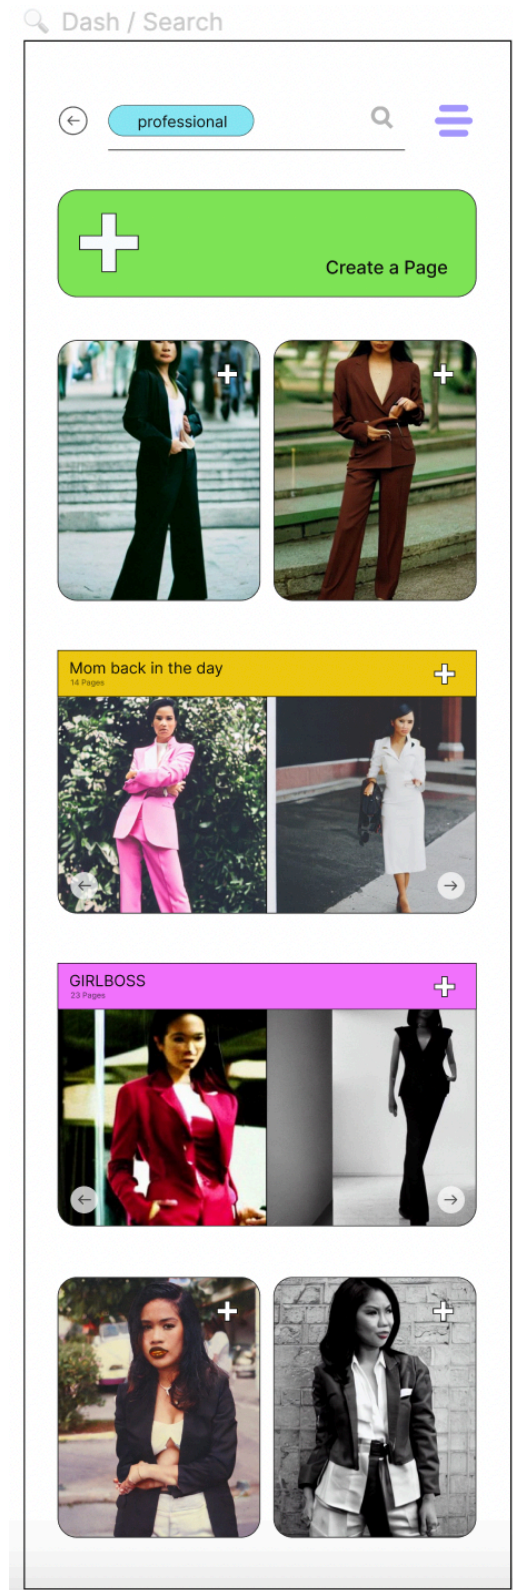 Dash / Search
professional
Create a Page
Mom back in the day
14 Pages
GIRLBOSS
23 Pages